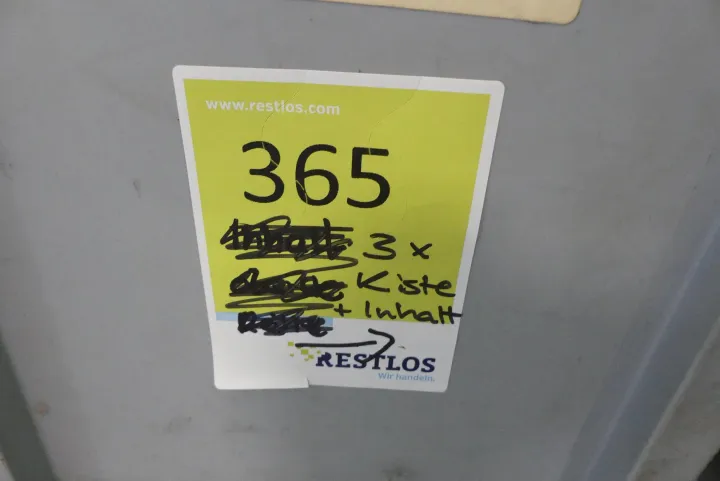 www.restlos.com
365
3 x
Kiste
+ Inhalt
RESTLOS
Wir handeln.